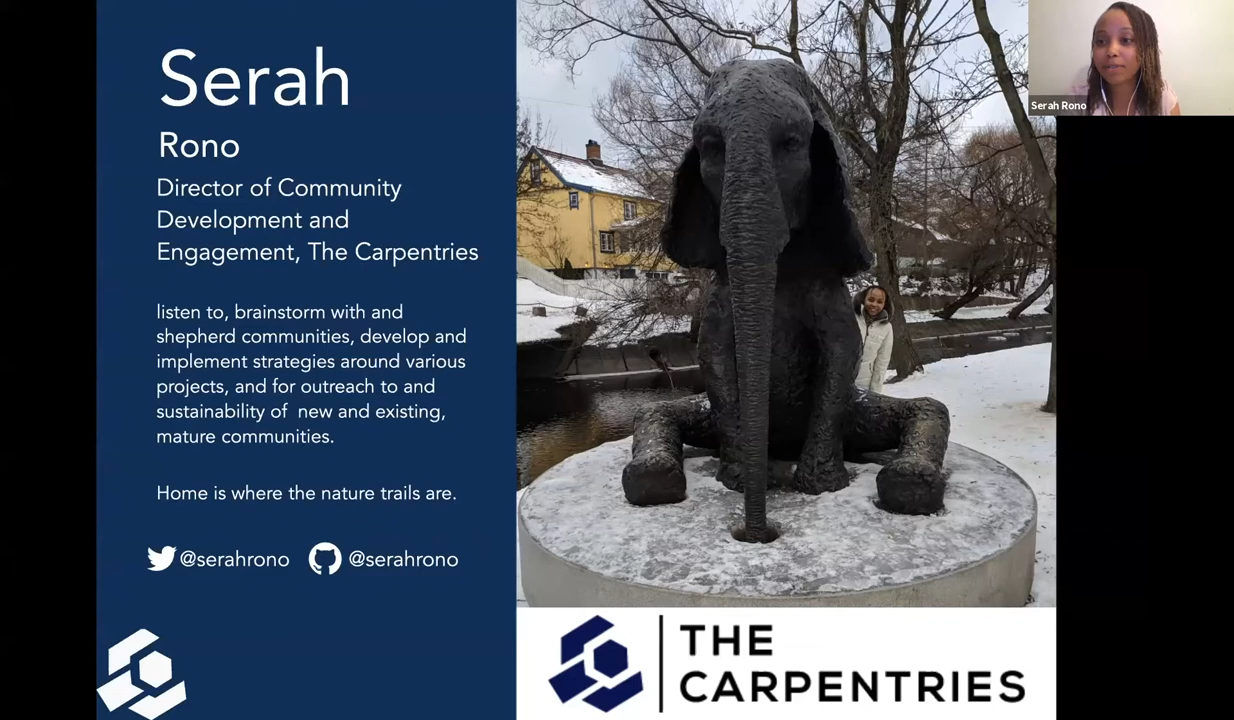 Serah
Rono
Director of Community
Development and
Engagement, The Carpentries
listen to, brainstorm with and
shepherd communities, develop and
implement strategies around various
projects, and for outreach to and
sustainability of  new and existing,
mature communities.
Home is where the nature trails are.
@serahrono @serahrono
THE
CARPENTRIES
Serah Rono